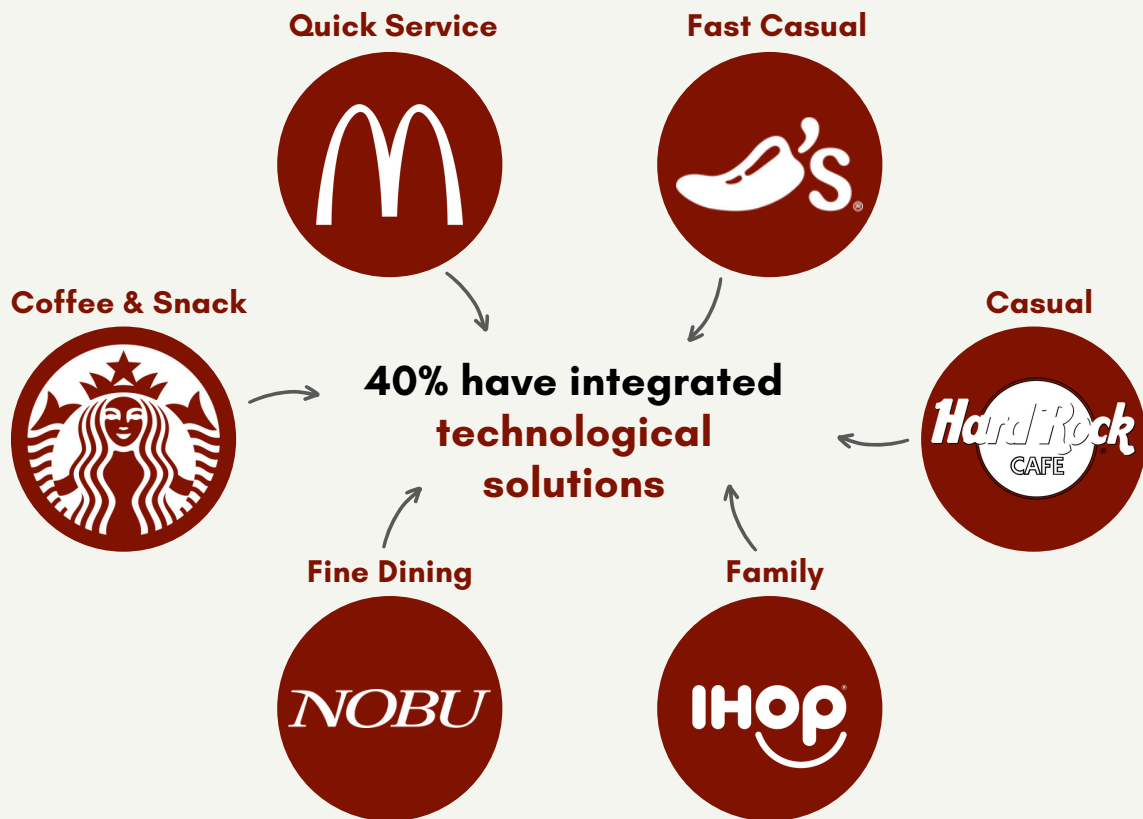 Quick Service
Fast Casual
'S®
Coffee & Snack
Casual
Hard Rock
CAFE
40% have integrated
technological
solutions
Fine Dining
Family
NOBU
IHOP